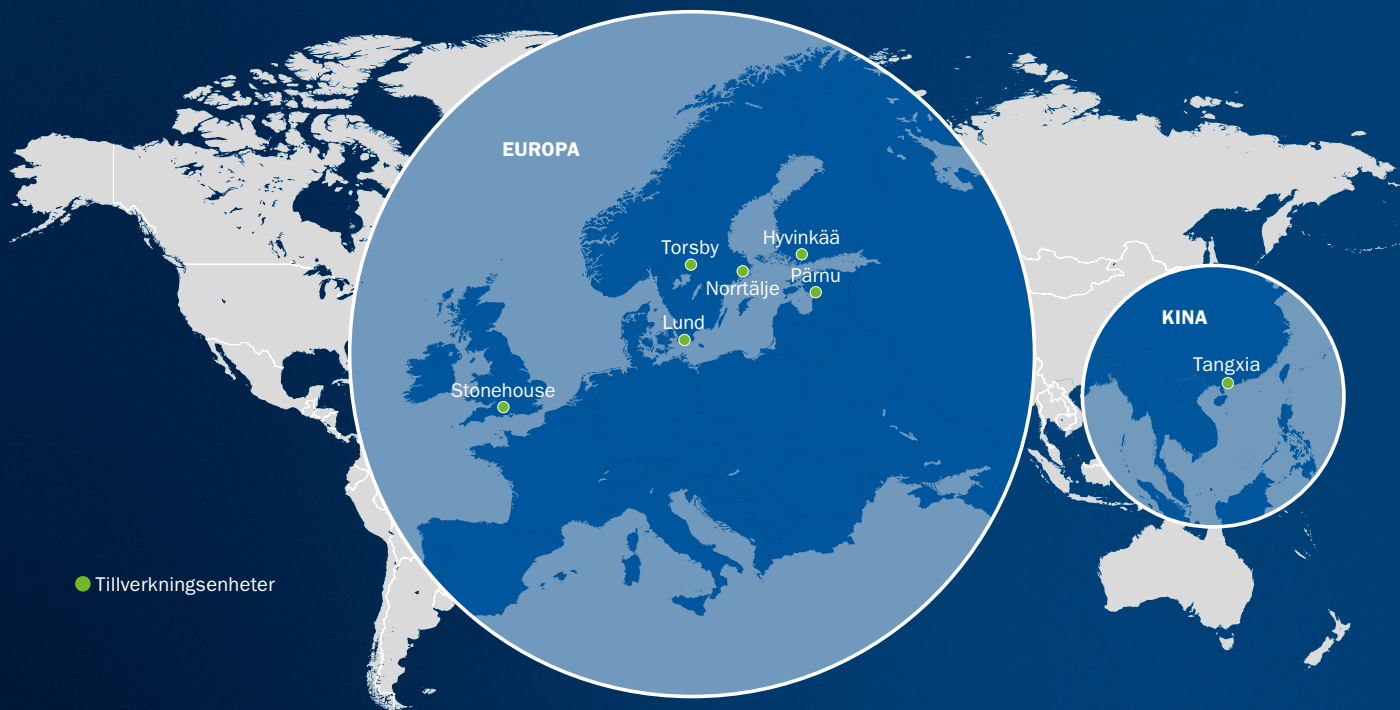 EUROPA
Torsby
Hyvinkää
Norrtälje
Pärnu
Lund
Stonehouse
KINA
Tangxia
Tillverkningsenheter